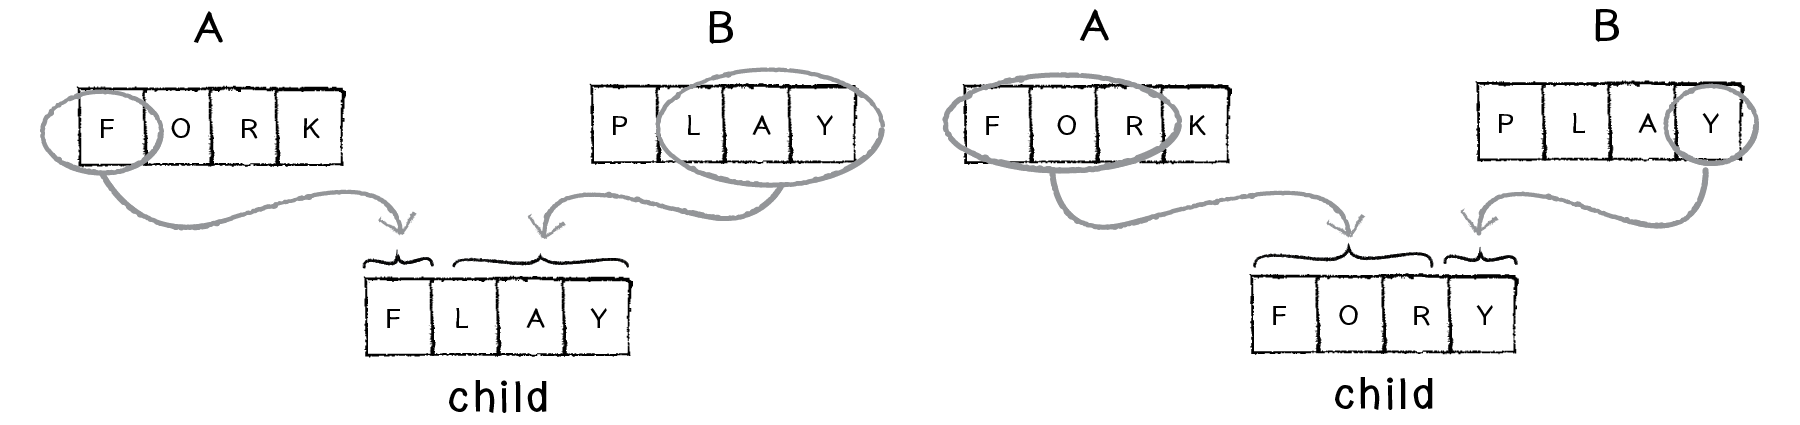 A B A B
F O R K P L A Y F O R K P L A Y
F L A Y F O R Y
child child